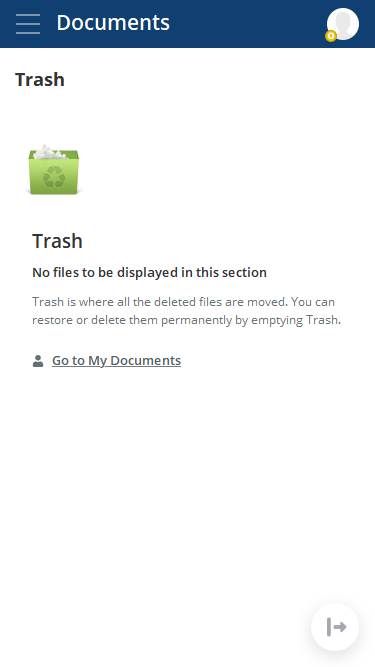 Documents
Trash
Trash
No files to be displayed in this section
Trash is where all the deleted files are moved. You can
restore or delete them permanently by emptying Trash.
Go to My Documents